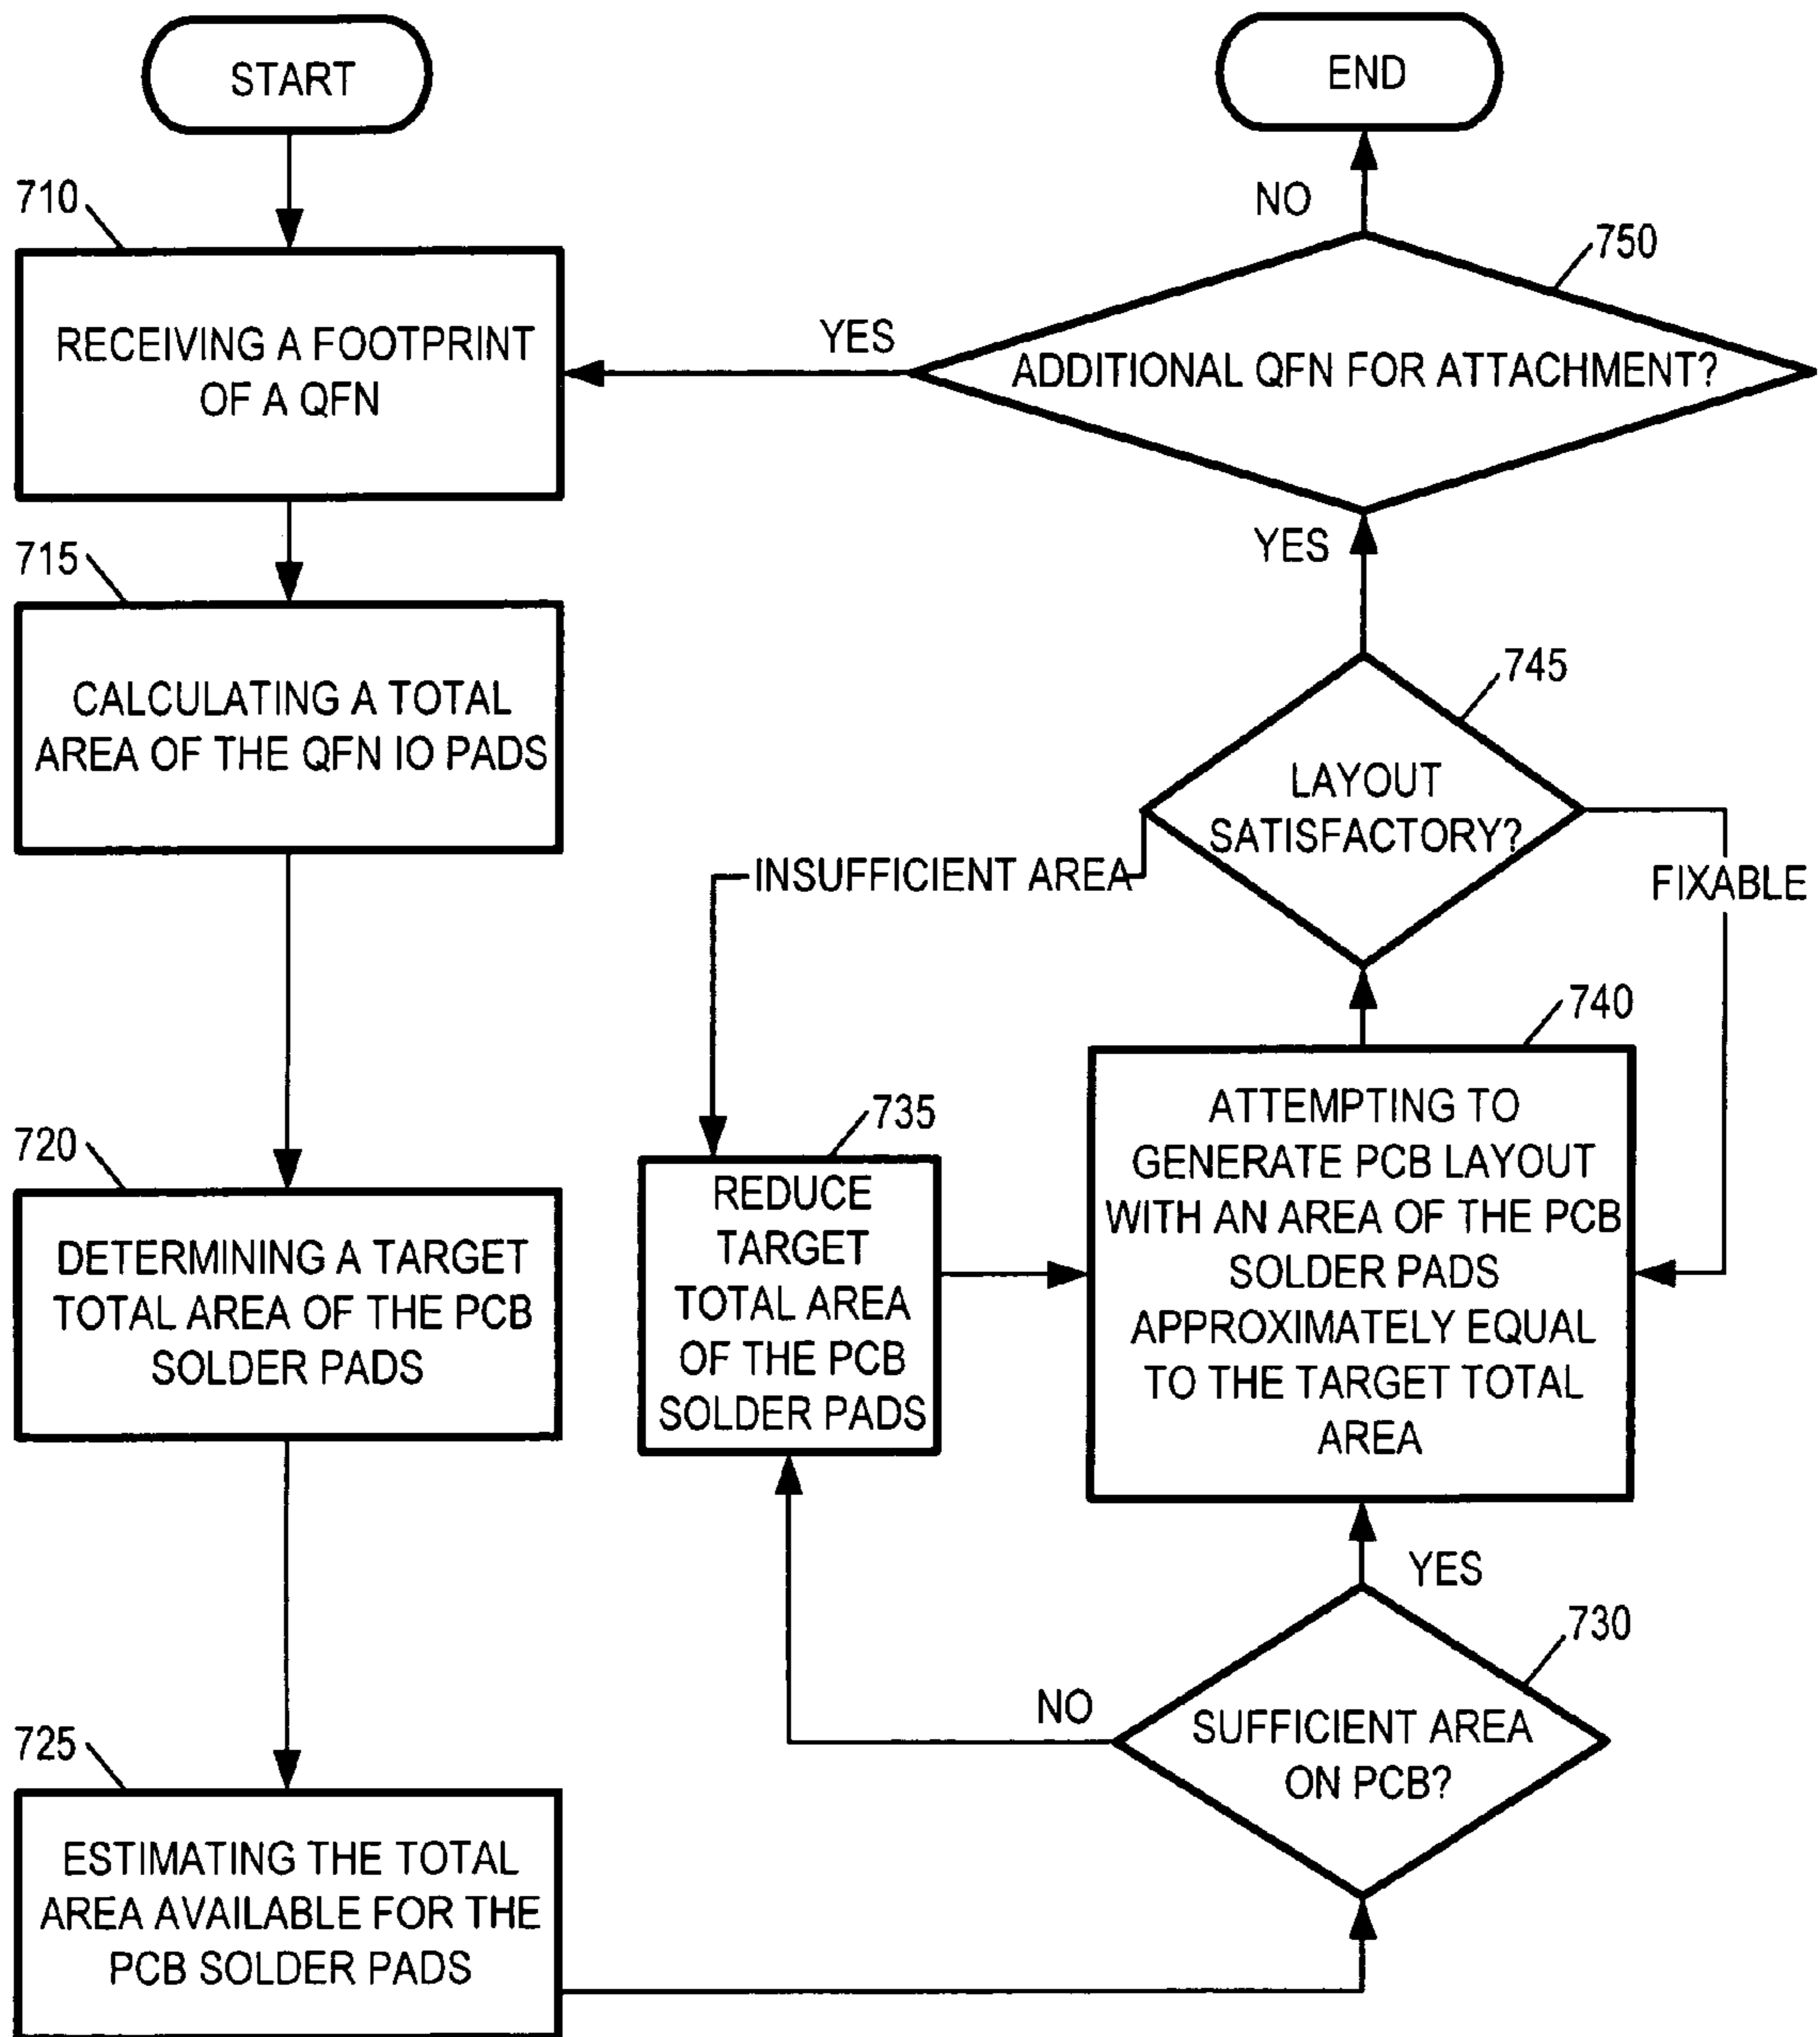 START
710
RECEIVING A FOOTPRINT
OF A QFN
715
CALCULATING A TOTAL
AREA OF THE QFN IO PADS
720
DETERMINING A TARGET
TOTAL AREA OF THE PCB
SOLDER PADS
725
ESTIMATING THE TOTAL
AREA AVAILABLE FOR THE
PCB SOLDER PADS
730
SUFFICIENT AREA
ON PCB?
NO
YES
735
REDUCE
TARGET
TOTAL AREA
OF THE PCB
SOLDER PADS
740
ATTEMPTING TO
GENERATE PCB LAYOUT
WITH AN AREA OF THE PCB
SOLDER PADS
APPROXIMATELY EQUAL
TO THE TARGET TOTAL
AREA
745
LAYOUT
SATISFACTORY?
INSUFFICIENT AREA
FIXABLE
YES
750
ADDITIONAL QFN FOR ATTACHMENT?
YES
NO
END